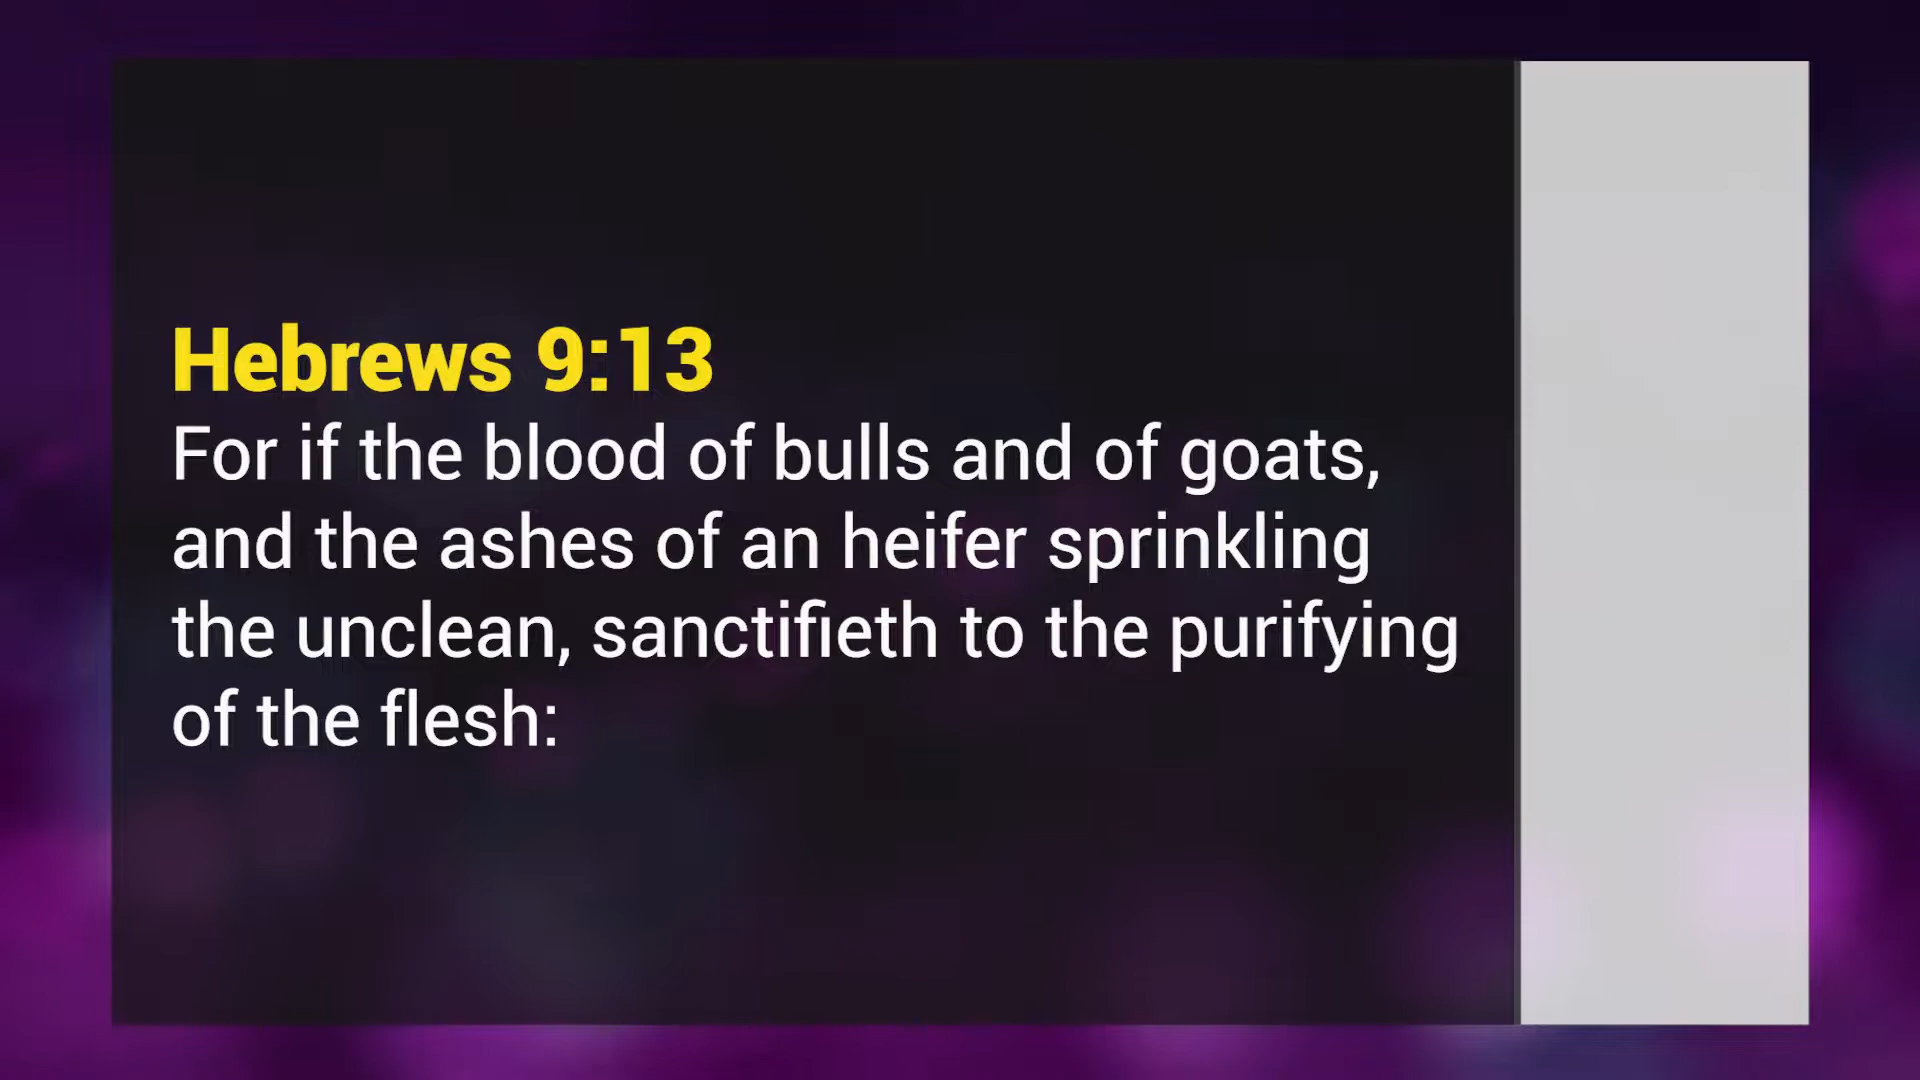 Hebrews 9:13
For if the blood of bulls and of goats,
and the ashes of an heifer sprinkling
the unclean, sanctifieth to the purifying
of the flesh: